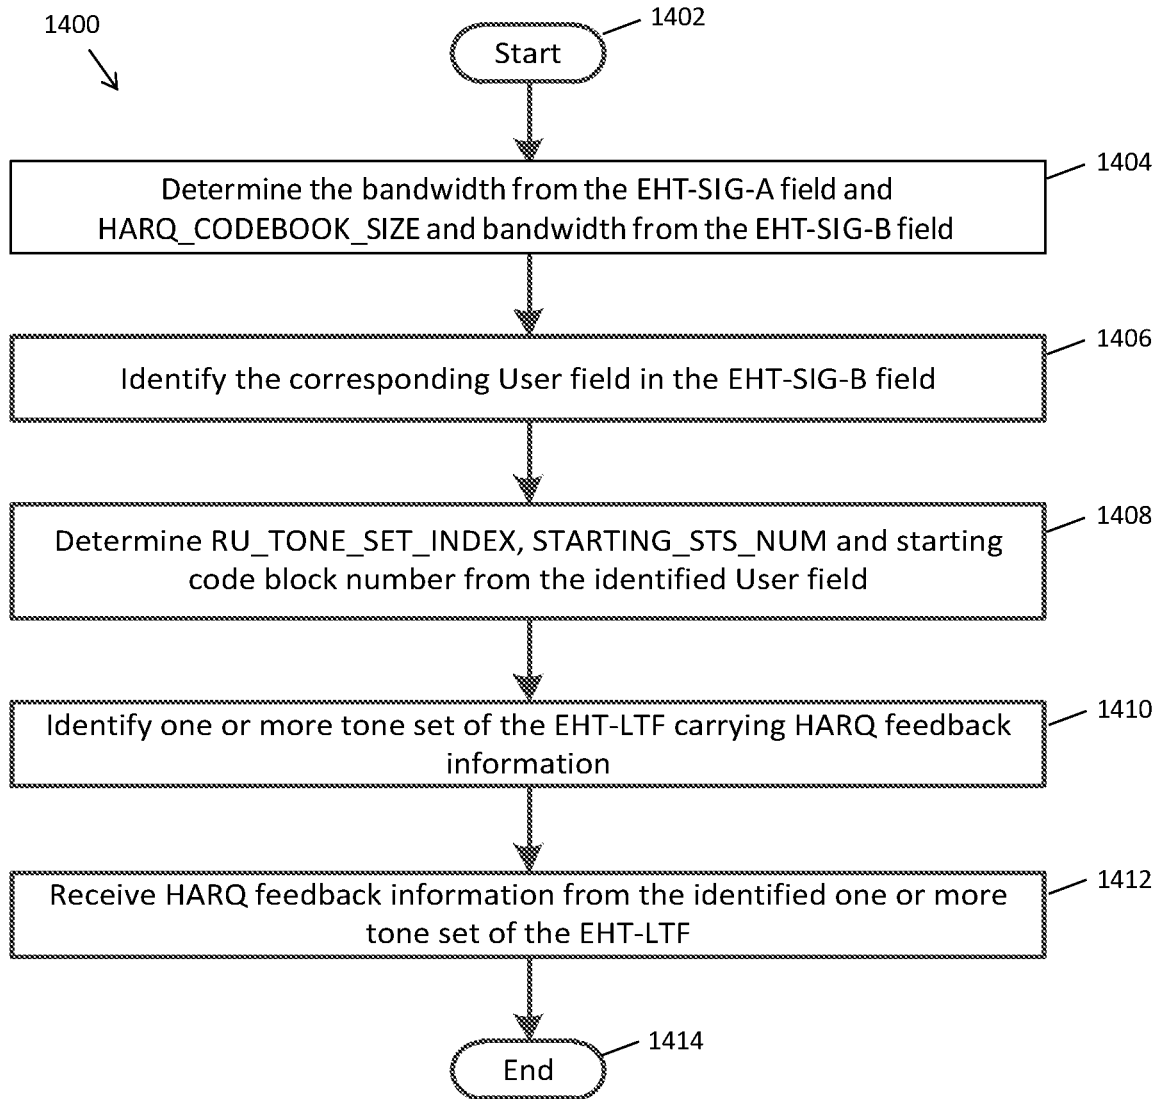 1400
1402
Start
1404
Determine the bandwidth from the EHT-SIG-A field and
HARQ_CODEBOOK_SIZE and bandwidth from the EHT-SIG-B field
1406
Identify the corresponding User field in the EHT-SIG-B field
1408
Determine RU_TONE_SET_INDEX, STARTING_STS_NUM and starting
code block number from the identified User field
1410
Identify one or more tone set of the EHT-LTF carrying HARQ feedback
information
1412
Receive HARQ feedback information from the identified one or more
tone set of the EHT-LTF
1414
End